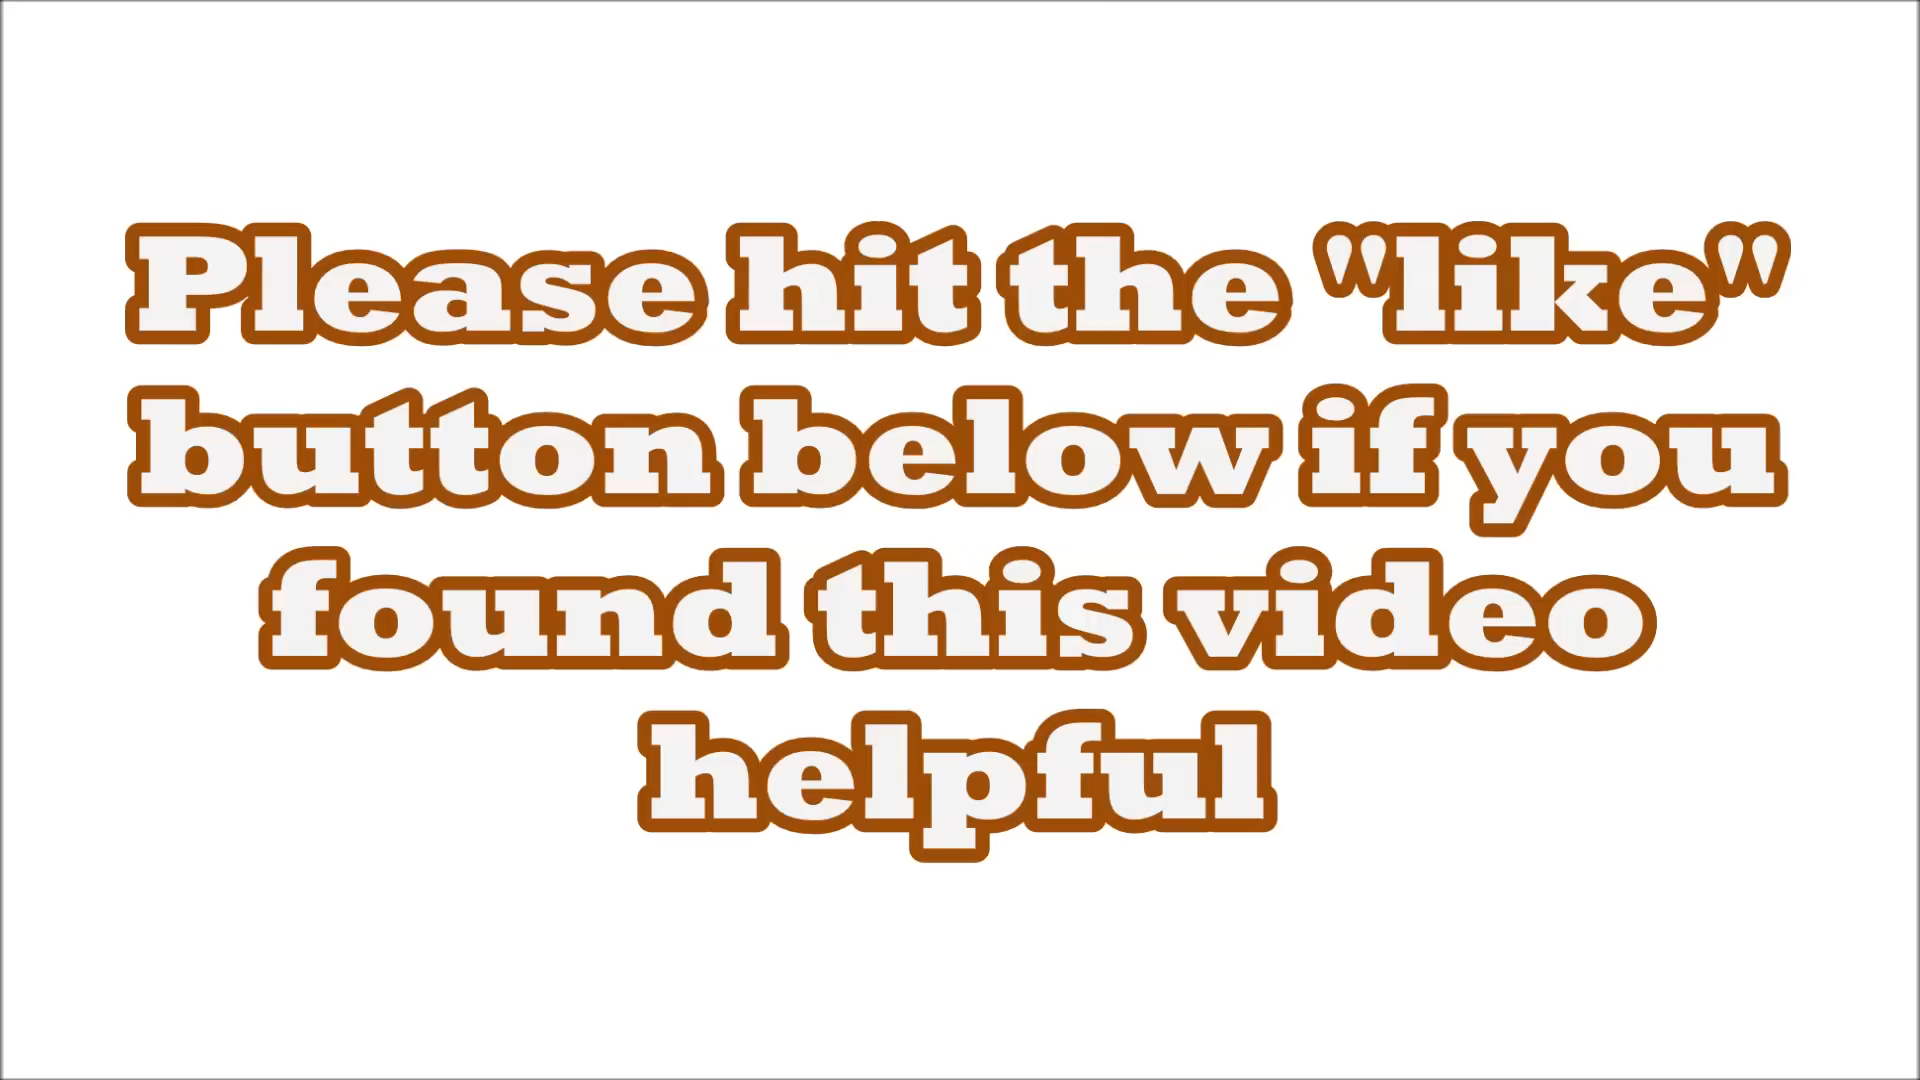 Please hit the "like"
button below if you
found this video
helpful